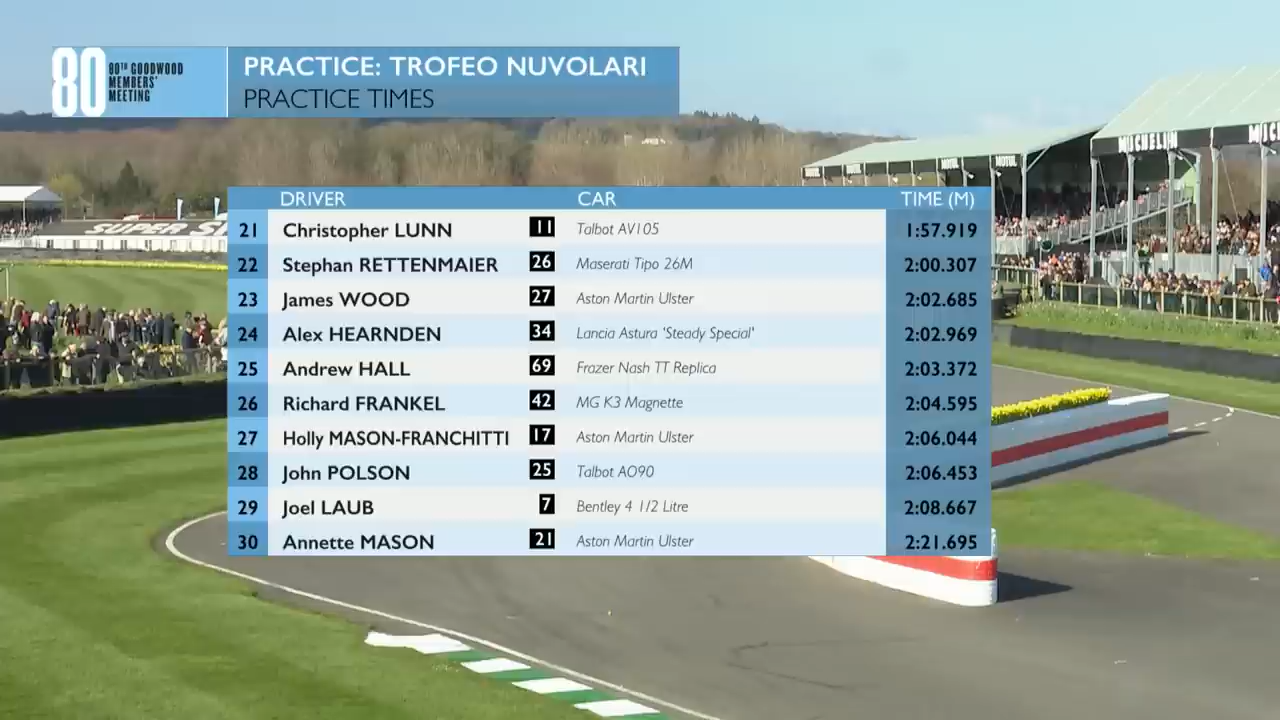 80
80TH GOODWOOD
MEMBERS'
MEETING
PRACTICE: TROFEO NUVOLARI
PRACTICE TIMES
MICHELIN
MOTUL
MOTUL
SUPER
DRIVER CAR TIME (M)
21 Christopher LUNN 11 Talbot AV105 1:57.919
22 Stephan RETTENMAIER 26 Maserati Tipo 26M 2:00.307
23 James WOOD 27 Aston Martin Ulster 2:02.685
24 Alex HEARNDEN 34 Lancia Astura 'Steady Special' 2:02.969
25 Andrew HALL 69 Frazer Nash TT Replica 2:03.372
26 Richard FRANKEL 42 MG K3 Magnette 2:04.595
27 Holly MASON-FRANCHITTI 17 Aston Martin Ulster 2:06.044
28 John POLSON 25 Talbot AO90 2:06.453
29 Joel LAUB 7 Bentley 4 1/2 Litre 2:08.667
30 Annette MASON 21 Aston Martin Ulster 2:21.695